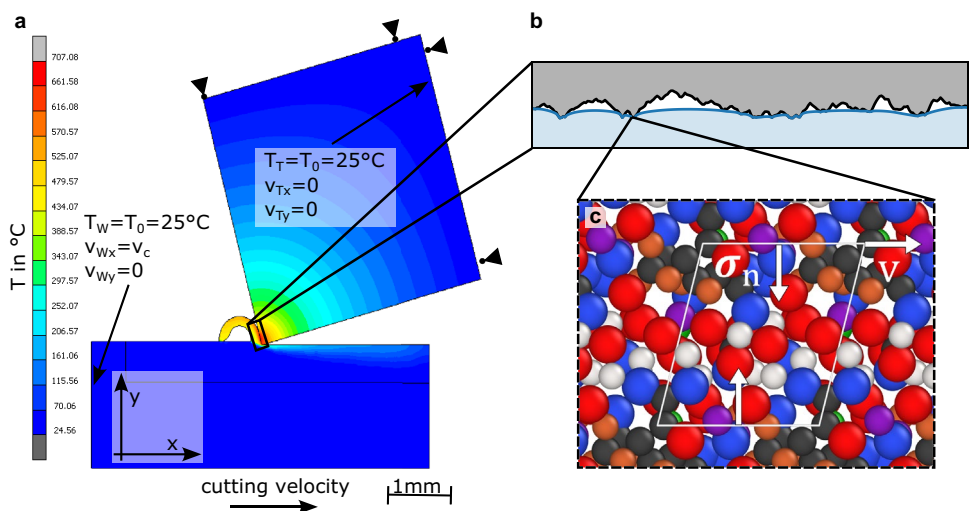 a
b
T in °C
707.08
661.58
616.08
570.57
525.07
479.57
434.07
388.57
343.07
297.57
252.07
206.57
161.06
115.56
70.06
24.56
T_T=T_0=25°C
v_Tx=0
v_Ty=0
T_W=T_0=25°C
v_Wx=v_c
v_Wy=0
y
x
cutting velocity
1mm
c
σ_n
v